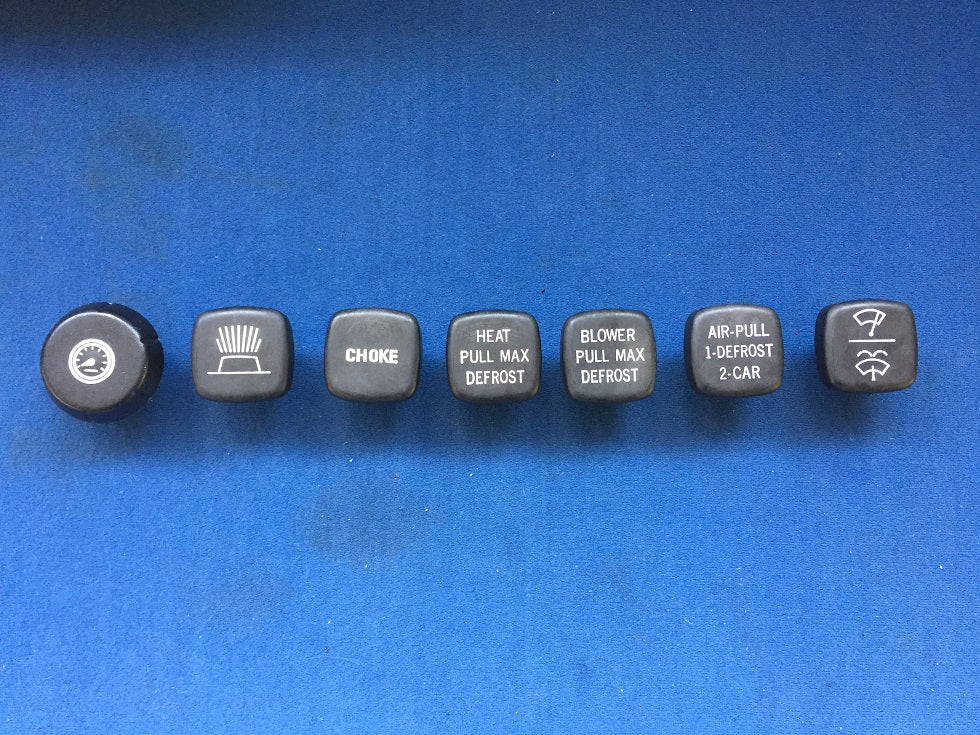 CHOKE
HEAT
PULL MAX
DEFROST
BLOWER
PULL MAX
DEFROST
AIR-PULL
1-DEFROST
2-CAR